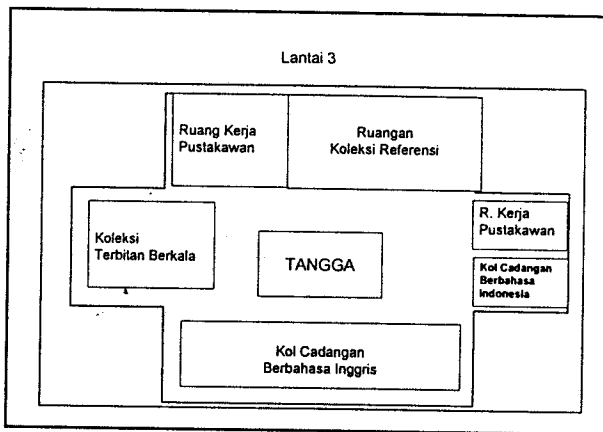 Lantai 3
Ruang Kerja
Pustakawan
Ruangan
Koleksi Referensi
Koleksi
Terbitan Berkala
TANGGA
R. Kerja
Pustakawan
Kol Cadangan
Berbahasa
Indonesia
Kol Cadangan
Berbahasa Inggris